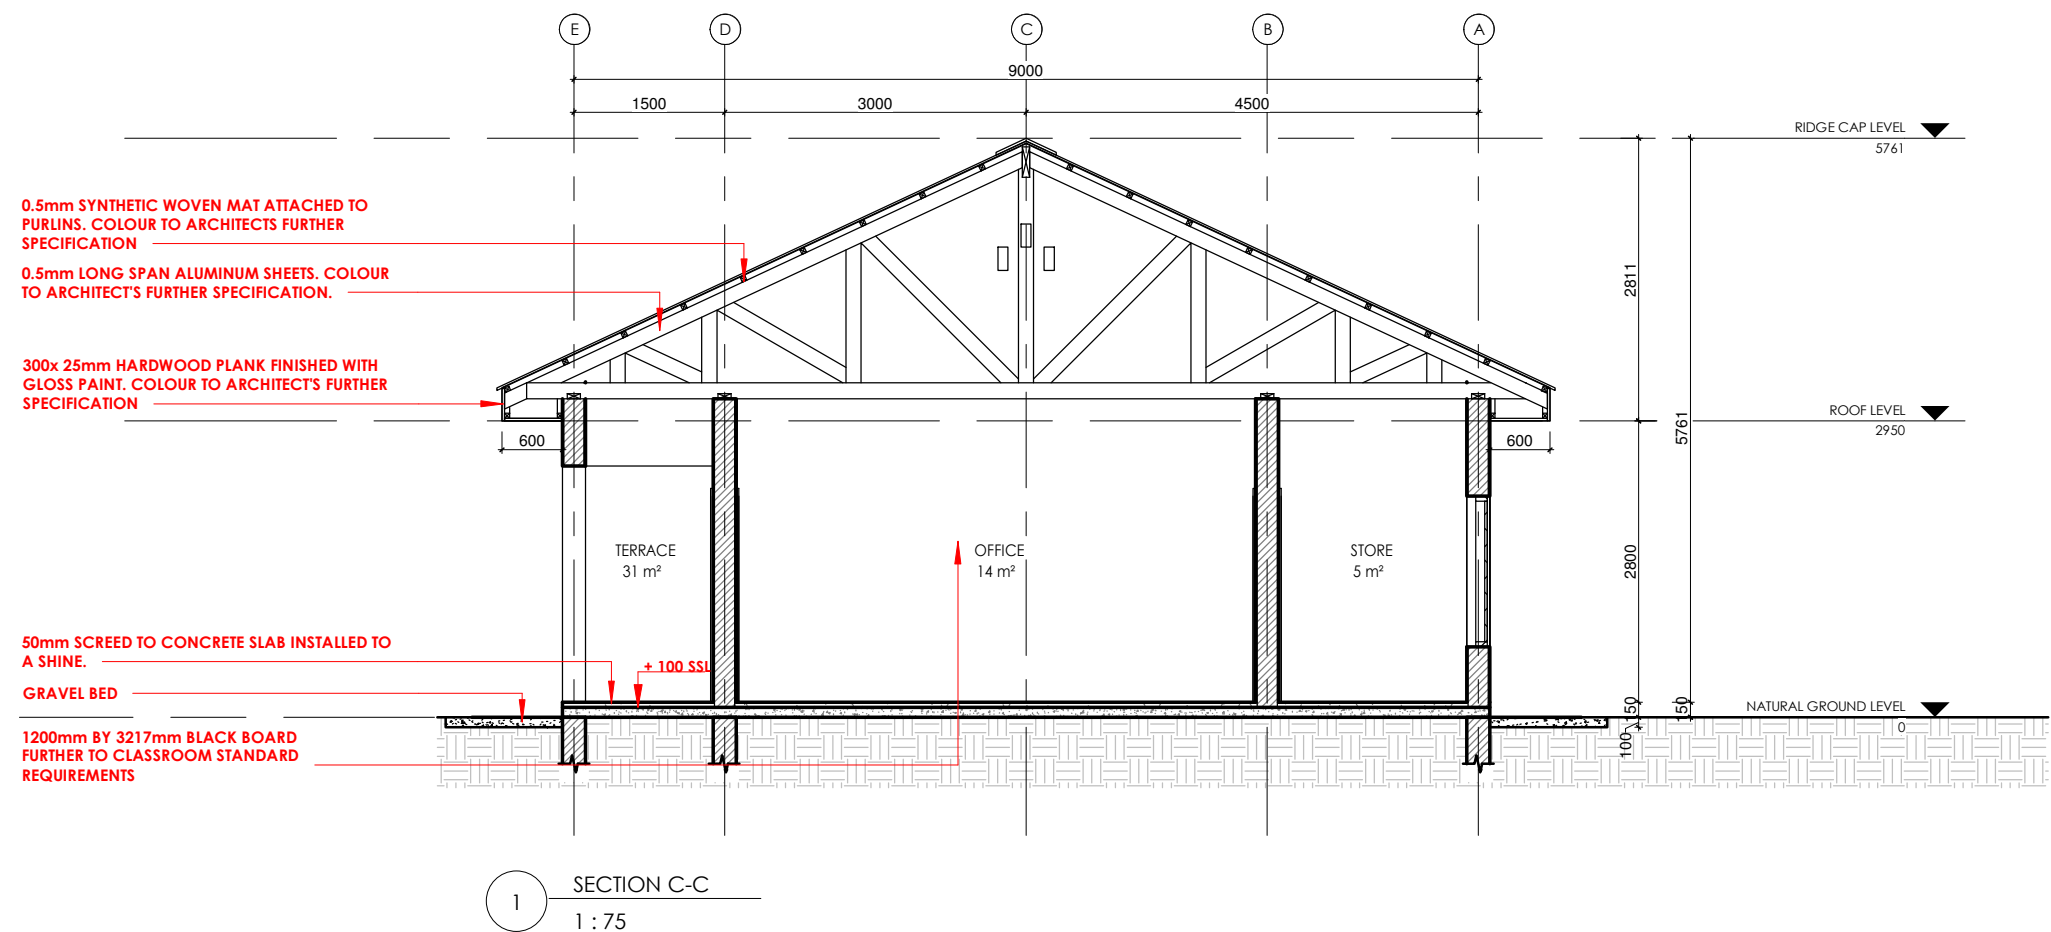 E
D
C
B
A
9000
1500
3000
4500
RIDGE CAP LEVEL
5761
0.5mm SYNTHETIC WOVEN MAT ATTACHED TO
PURLINS. COLOUR TO ARCHITECTS FURTHER
SPECIFICATION
0.5mm LONG SPAN ALUMINUM SHEETS. COLOUR
TO ARCHITECT'S FURTHER SPECIFICATION.
2811
300x 25mm HARDWOOD PLANK FINISHED WITH
GLOSS PAINT. COLOUR TO ARCHITECT'S FURTHER
SPECIFICATION
ROOF LEVEL
2950
5761
600
600
TERRACE
31 m²
OFFICE
14 m²
STORE
5 m²
2800
50mm SCREED TO CONCRETE SLAB INSTALLED TO
A SHINE.
+ 100 SSL
GRAVEL BED
150
150
NATURAL GROUND LEVEL
0
100
1200mm BY 3217mm BLACK BOARD
FURTHER TO CLASSROOM STANDARD
REQUIREMENTS
1
SECTION C-C
1 : 75